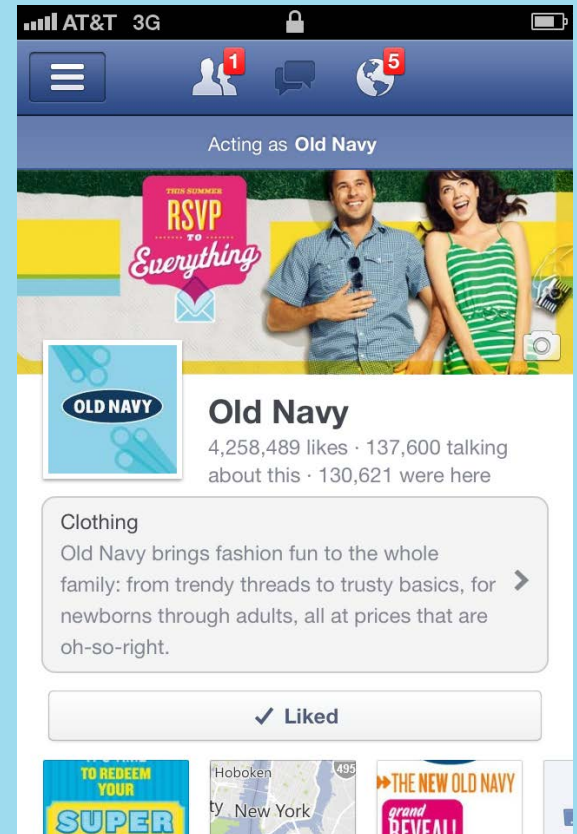 AT&T 3G
1
5
Acting as Old Navy
THIS SUMMER
RSVP
TO
Everything
OLD NAVY
Old Navy
4,258,489 likes · 137,600 talking
about this · 130,621 were here
Clothing
Old Navy brings fashion fun to the whole
family: from trendy threads to trusty basics, for
newborns through adults, all at prices that are
oh-so-right.
✓ Liked
TO REDEEM
YOUR
SUPER
Hoboken
495
ty New York
THE NEW OLD NAVY
grand
REVEAL!